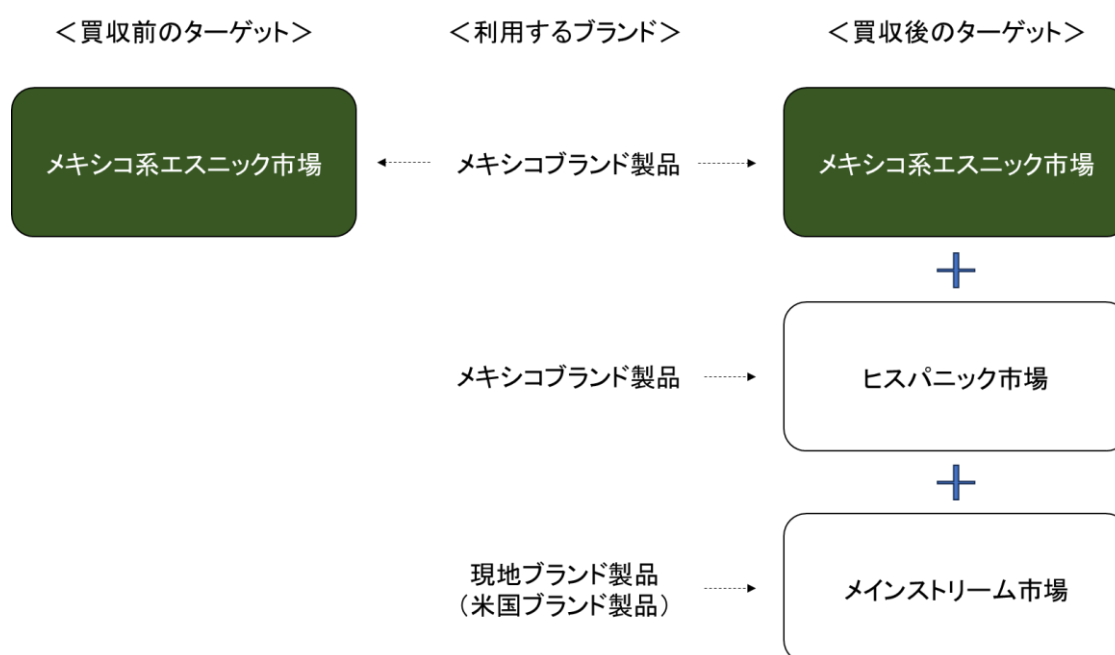 ＜買収前のターゲット＞
＜利用するブランド＞
＜買収後のターゲット＞
メキシコ系エスニック市場
メキシコブランド製品
メキシコ系エスニック市場
メキシコブランド製品
ヒスパニック市場
現地ブランド製品
（米国ブランド製品）
メインストリーム市場